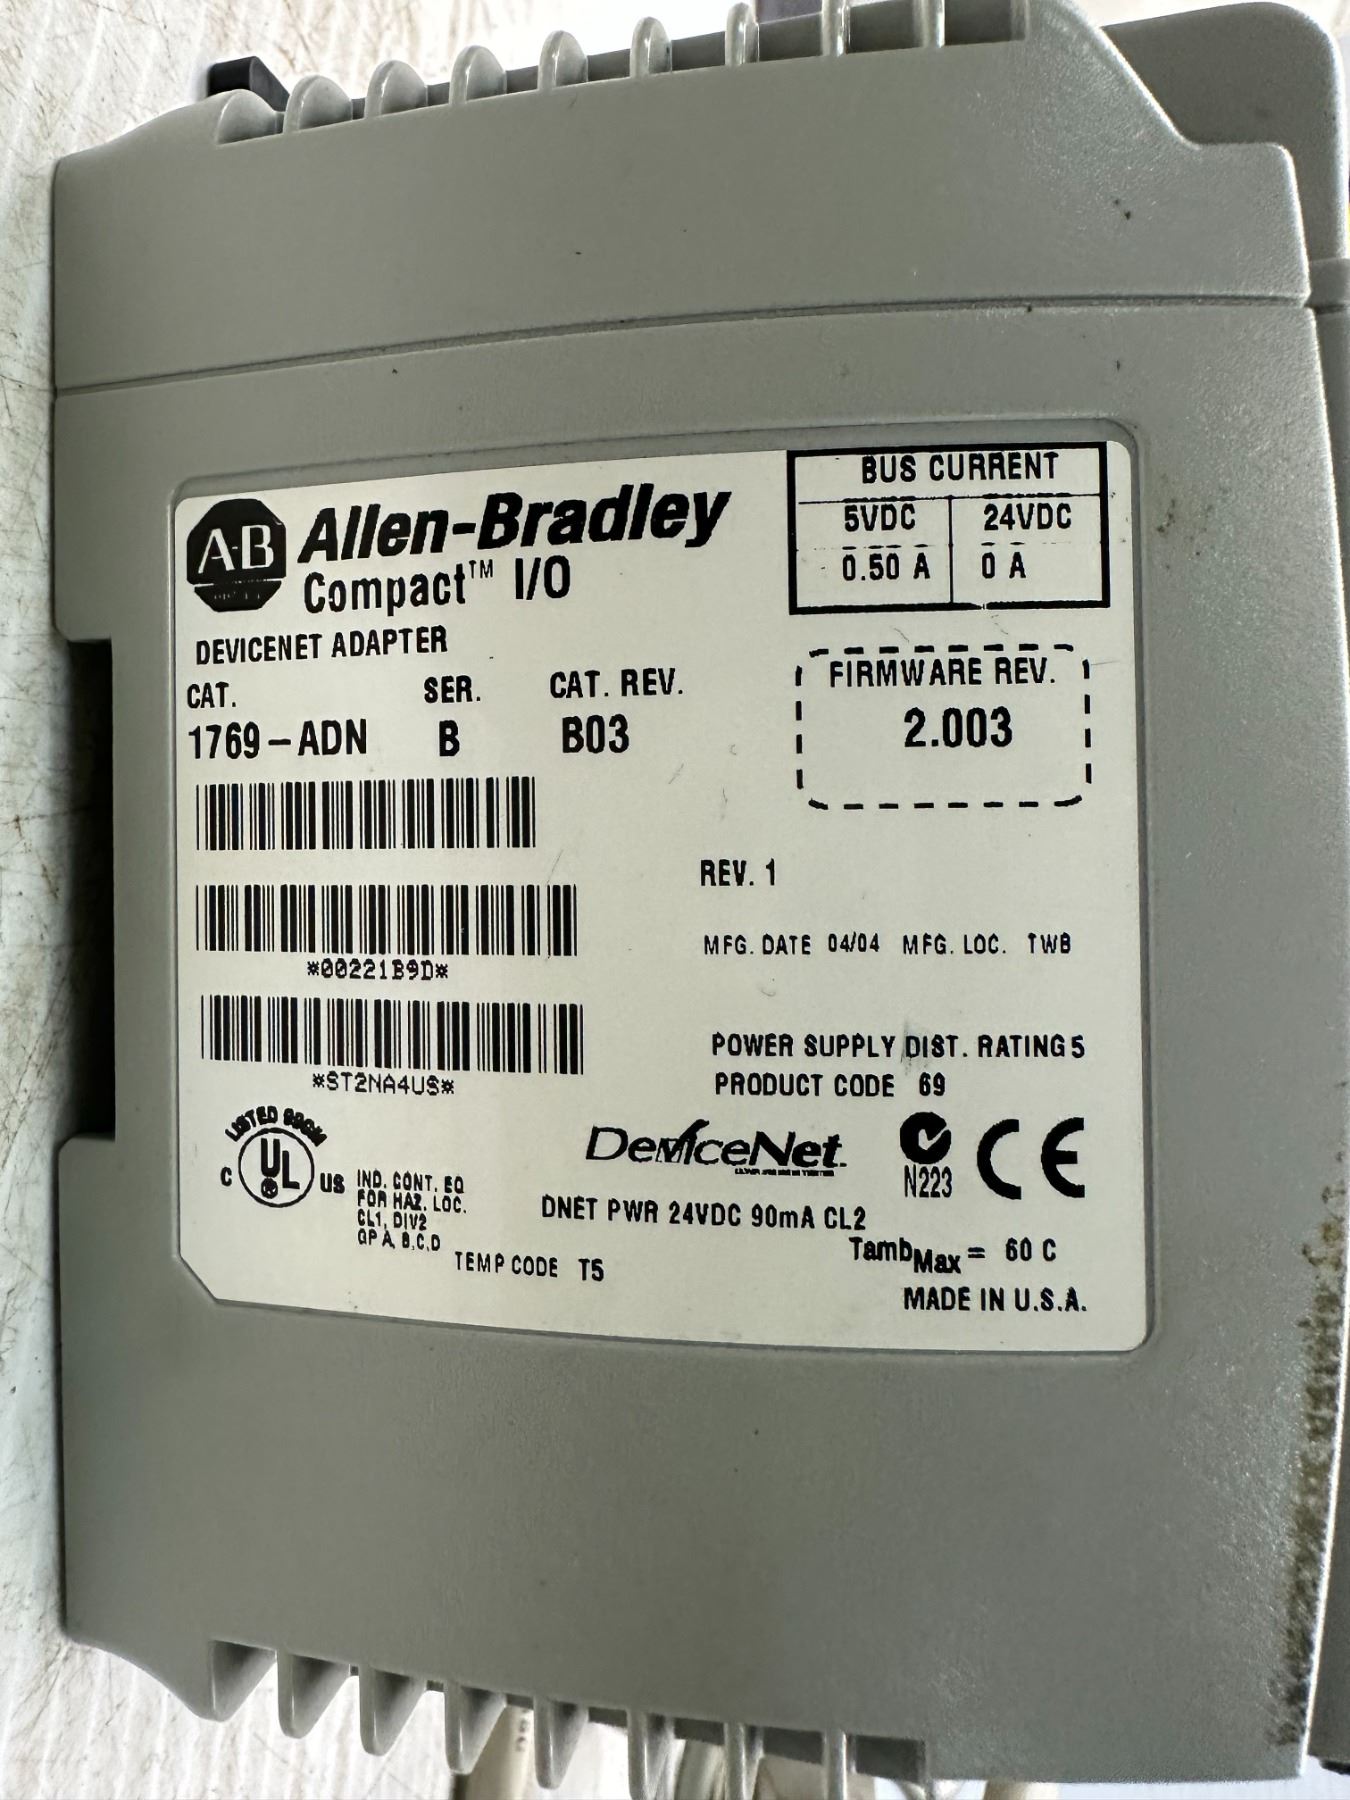 A-B Allen-Bradley
Compact™ I/O
DEVICENET ADAPTER
BUS CURRENT
5VDC 24VDC
0.50 A 0 A
CAT. SER. CAT. REV.
1769-ADN B B03
FIRMWARE REV.
2.003
REV. 1
MFG. DATE 04/04 MFG. LOC. TWB
*00221B9D*
*ST2NA4US*
POWER SUPPLY DIST. RATING 5
PRODUCT CODE 69
LISTED
C UL US
IND. CONT. EQ
FOR HAZ. LOC.
CL1, DIV2
GP A, B, C, D
TEMP CODE T5
DeviceNet
N223 CE
DNET PWR 24VDC 90mA CL2
TambMax = 60 C
MADE IN U.S.A.